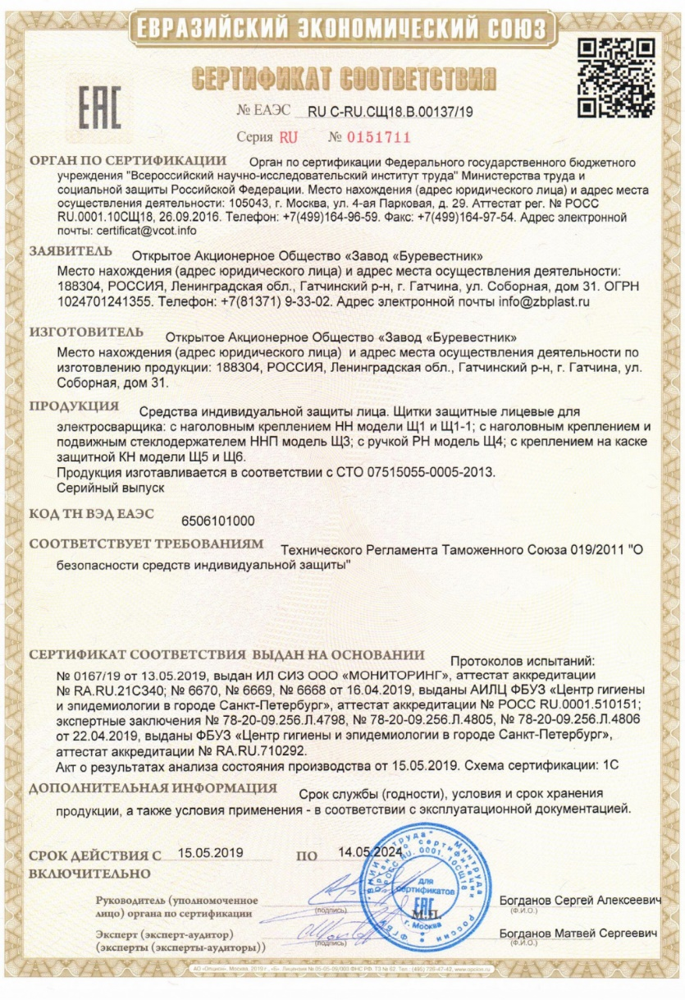 ЕВРАЗИЙСКИЙ ЭКОНОМИЧЕСКИЙ СОЮЗ
СЕРТИФИКАТ СООТВЕТСТВИЯ
ЕАС
№ ЕАЭС RU C-RU.СЩ18.В.00137/19
Серия RU № 0151711
ОРГАН ПО СЕРТИФИКАЦИИ Орган по сертификации Федерального государственного бюджетного
учреждения "Всероссийский научно-исследовательский институт труда" Министерства труда и
социальной защиты Российской Федерации. Место нахождения (адрес юридического лица) и адрес места
осуществления деятельности: 105043, г. Москва, ул. 4-ая Парковая, д. 29. Аттестат рег. № РОСС
RU.0001.10СЩ18, 26.09.2016. Телефон: +7(499)164-96-59. Факс: +7(499)164-97-54. Адрес электронной
почты: certificat@vcot.info
ЗАЯВИТЕЛЬ Открытое Акционерное Общество «Завод «Буревестник»
Место нахождения (адрес юридического лица) и адрес места осуществления деятельности:
188304, РОССИЯ, Ленинградская обл., Гатчинский р-н, г. Гатчина, ул. Соборная, дом 31. ОГРН
1024701241355. Телефон: +7(81371) 9-33-02. Адрес электронной почты info@zbplast.ru
ИЗГОТОВИТЕЛЬ Открытое Акционерное Общество «Завод «Буревестник»
Место нахождения (адрес юридического лица) и адрес места осуществления деятельности по
изготовлению продукции: 188304, РОССИЯ, Ленинградская обл., Гатчинский р-н, г. Гатчина, ул.
Соборная, дом 31.
ПРОДУКЦИЯ Средства индивидуальной защиты лица. Щитки защитные лицевые для
электросварщика: с наголовным креплением НН модели Щ1 и Щ1-1; с наголовным креплением и
подвижным стеклодержателем ННП модель Щ3; с ручкой РН модель Щ4; с креплением на каске
защитной КН модели Щ5 и Щ6.
Продукция изготавливается в соответствии с СТО 07515055-0005-2013.
Серийный выпуск
КОД ТН ВЭД ЕАЭС 6506101000
СООТВЕТСТВУЕТ ТРЕБОВАНИЯМ Технического Регламента Таможенного Союза 019/2011 "О
безопасности средств индивидуальной защиты"
СЕРТИФИКАТ СООТВЕТСТВИЯ ВЫДАН НА ОСНОВАНИИ Протоколов испытаний:
№ 0167/19 от 13.05.2019, выдан ИЛ СИЗ ООО «МОНИТОРИНГ», аттестат аккредитации
№ RA.RU.21СЗ40; № 6670, № 6669, № 6668 от 16.04.2019, выданы АИЛЦ ФБУЗ «Центр гигиены
и эпидемиологии в городе Санкт-Петербург», аттестат аккредитации № РОСС RU.0001.510151;
экспертные заключения № 78-20-09.256.Л.4798, № 78-20-09.256.Л.4805, № 78-20-09.256.Л.4806
от 22.04.2019, выданы ФБУЗ «Центр гигиены и эпидемиологии в городе Санкт-Петербург»,
аттестат аккредитации № RA.RU.710292.
Акт о результатах анализа состояния производства от 15.05.2019. Схема сертификации: 1С
ДОПОЛНИТЕЛЬНАЯ ИНФОРМАЦИЯ Срок службы (годности), условия и срок хранения
продукции, а также условия применения - в соответствии с эксплуатационной документацией.
СРОК ДЕЙСТВИЯ С 15.05.2019 ПО 14.05.2024
ВКЛЮЧИТЕЛЬНО
Руководитель (уполномоченное
лицо) органа по сертификации
(подпись)
Богданов Сергей Алексеевич
(Ф.И.О.)
Эксперт (эксперт-аудитор)
(эксперты (эксперты-аудиторы))
(подпись)
Богданов Матвей Сергеевич
(Ф.И.О.)
для
сертификатов
ЕАС
М.П.
г. Москва